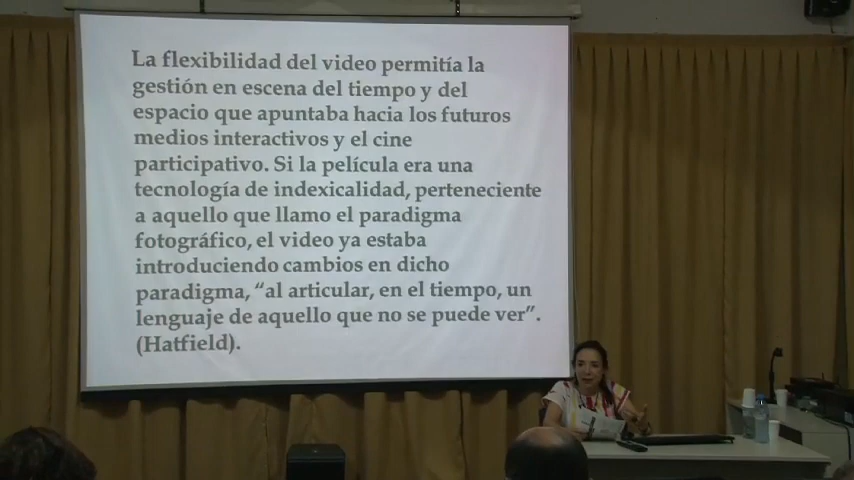 La flexibilidad del video permitía la
gestión en escena del tiempo y del
espacio que apuntaba hacia los futuros
medios interactivos y el cine
participativo. Si la película era una
tecnología de indexicalidad, perteneciente
a aquello que llamo el paradigma
fotográfico, el video ya estaba
introduciendo cambios en dicho
paradigma, “al articular, en el tiempo, un
lenguaje de aquello que no se puede ver”.
(Hatfield).